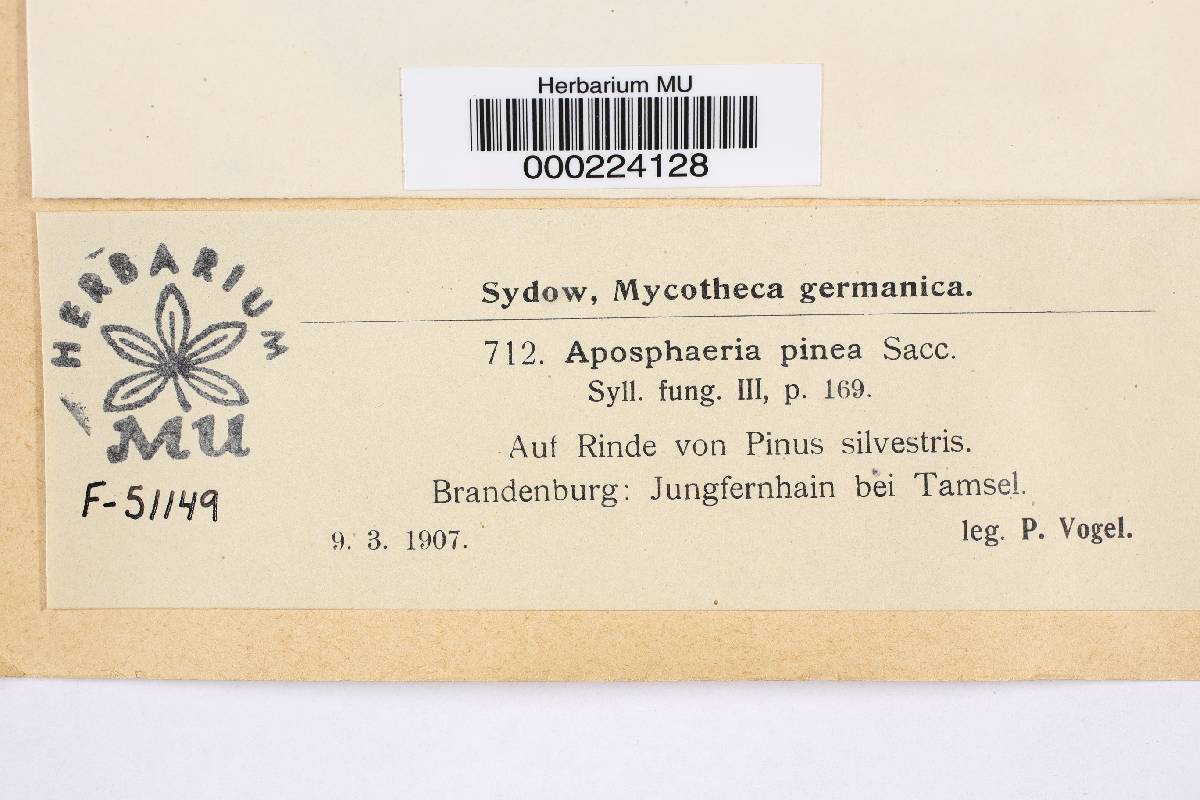 Herbarium MU
000224128
HERBARIUM
MU
F-51149
Sydow, Mycotheca germanica.
712. Aposphaeria pinea Sacc.
Syll. fung. III, p. 169.
Auf Rinde von Pinus silvestris.
Brandenburg: Jungfernhain bei Tamsel.
9. 3. 1907.
leg. P. Vogel.